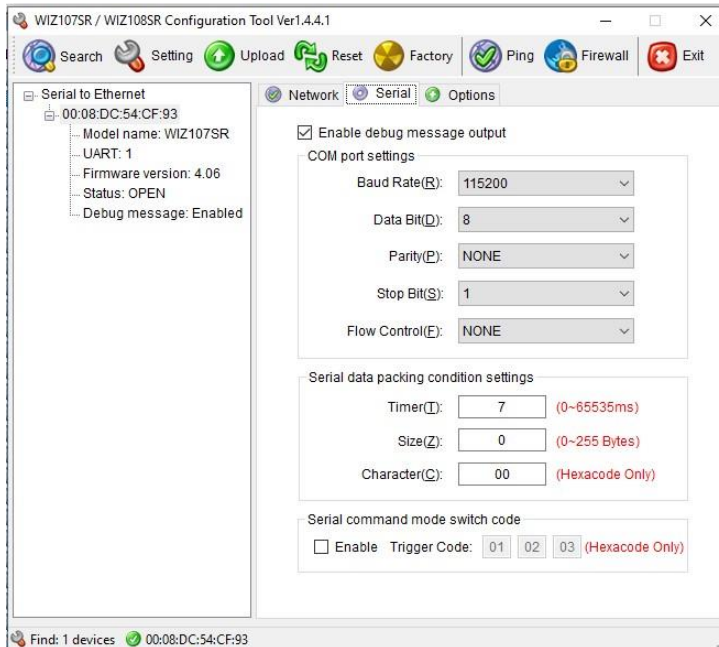 WIZ107SR / WIZ108SR Configuration Tool Ver1.4.4.1
Search Setting Upload Reset Factory Ping Firewall Exit
Serial to Ethernet
00:08:DC:54:CF:93
Model name: WIZ107SR
UART: 1
Firmware version: 4.06
Status: OPEN
Debug message: Enabled
Network Serial Options
Enable debug message output
COM port settings
Baud Rate(R): 115200
Data Bit(D): 8
Parity(P): NONE
Stop Bit(S): 1
Flow Control(F): NONE
Serial data packing condition settings
Timer(T): 7 (0~65535ms)
Size(Z): 0 (0~255 Bytes)
Character(C): 00 (Hexacode Only)
Serial command mode switch code
Enable Trigger Code: 01 02 03 (Hexacode Only)
Find: 1 devices 00:08:DC:54:CF:93